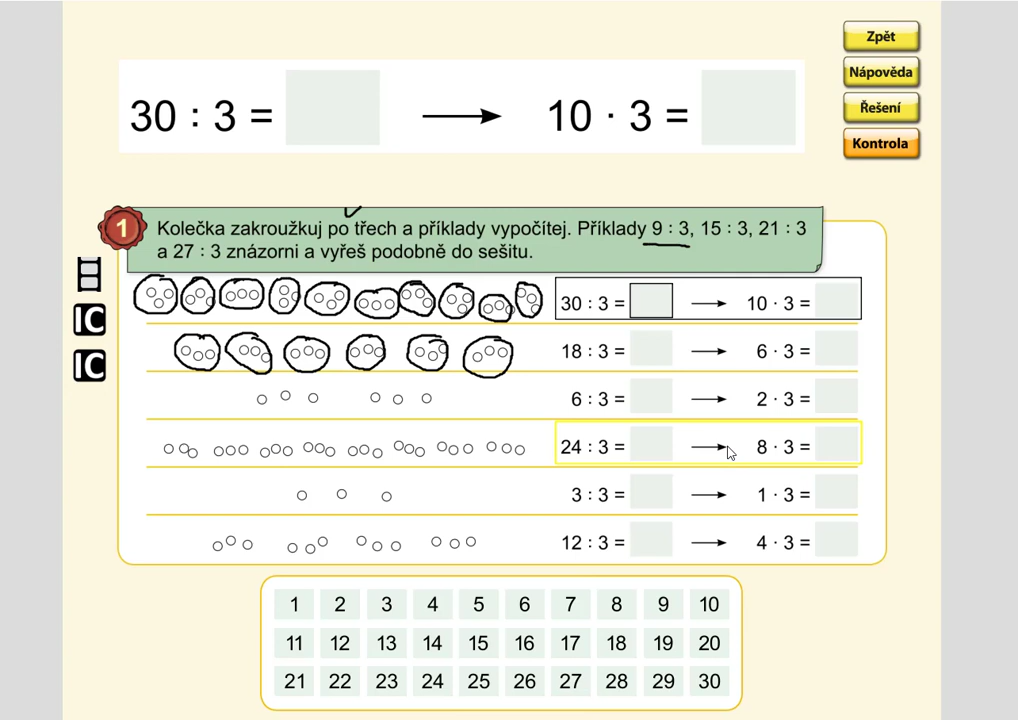 Zpět
Nápověda
Řešení
Kontrola
30 : 3 = 10 · 3 =
1
Kolečka zakroužkuj po třech a příklady vypočítej. Příklady 9 : 3, 15 : 3, 21 : 3
a 27 : 3 znázorni a vyřeš podobně do sešitu.
IC
IC
30 : 3 = 10 · 3 =
18 : 3 = 6 · 3 =
6 : 3 = 2 · 3 =
24 : 3 = 8 · 3 =
3 : 3 = 1 · 3 =
12 : 3 = 4 · 3 =
1 2 3 4 5 6 7 8 9 10
11 12 13 14 15 16 17 18 19 20
21 22 23 24 25 26 27 28 29 30